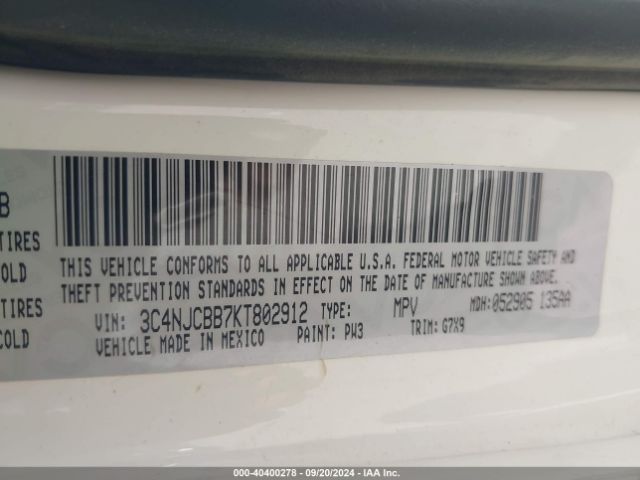 B
TIRES
COLD
COLD
THIS VEHICLE CONFORMS TO ALL APPLICABLE U.S.A. FEDERAL MOTOR VEHICLE SAFETY AND
THEFT PREVENTION STANDARDS IN EFFECT ON THE DATE OF MANUFACTURE SHOWN ABOVE.
VIN: 3C4NJCBB7KT802912 TYPE: MPV MDH:052905 135AA
VEHICLE MADE IN MEXICO PAINT: PW3 TRIM: G7X9
000-40400278 - 09/20/2024 - IAA, Inc.